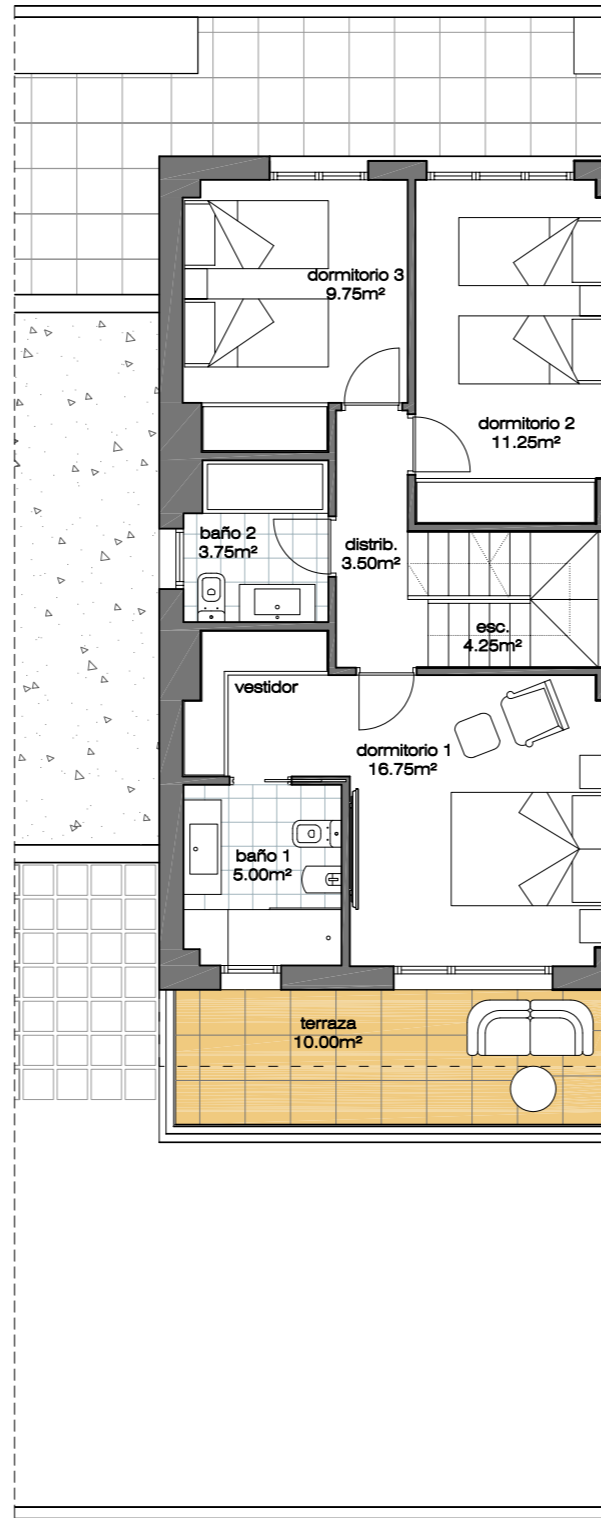 dormitorio 3
9.75m²
dormitorio 2
11.25m²
baño 2
3.75m²
distrib.
3.50m²
esc.
4.25m²
vestidor
dormitorio 1
16.75m²
baño 1
5.00m²
terraza
10.00m²